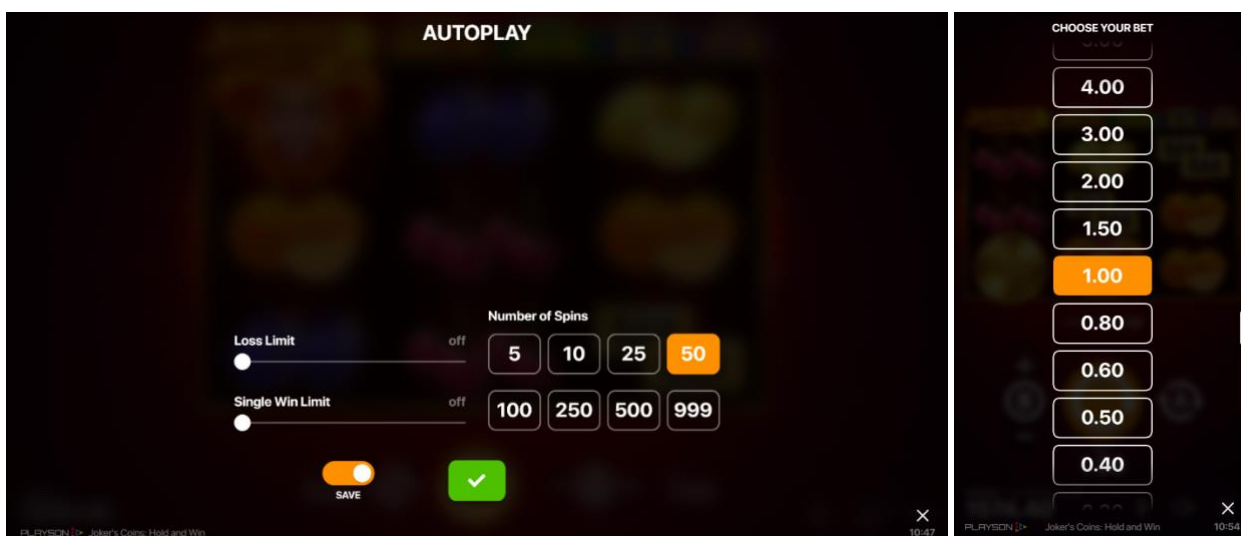 AUTOPLAY
Number of Spins
Loss Limit off
5 10 25 50
Single Win Limit off
100 250 500 999
SAVE
PLAYSON Joker's Coins: Hold and Win 10:47
CHOOSE YOUR BET
4.00
3.00
2.00
1.50
1.00
0.80
0.60
0.50
0.40
PLAYSON Joker's Coins: Hold and Win 10:54